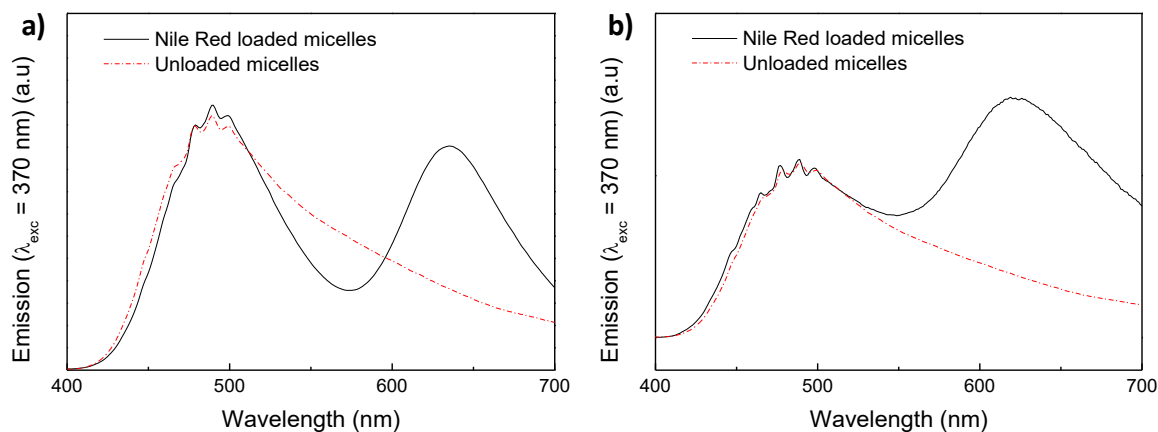 a)
Nile Red loaded micelles
Unloaded micelles
Emission (λexc = 370 nm) (a.u)
400 500 600 700
Wavelength (nm)
b)
Nile Red loaded micelles
Unloaded micelles
Emission (λexc = 370 nm) (a.u)
400 500 600 700
Wavelength (nm)